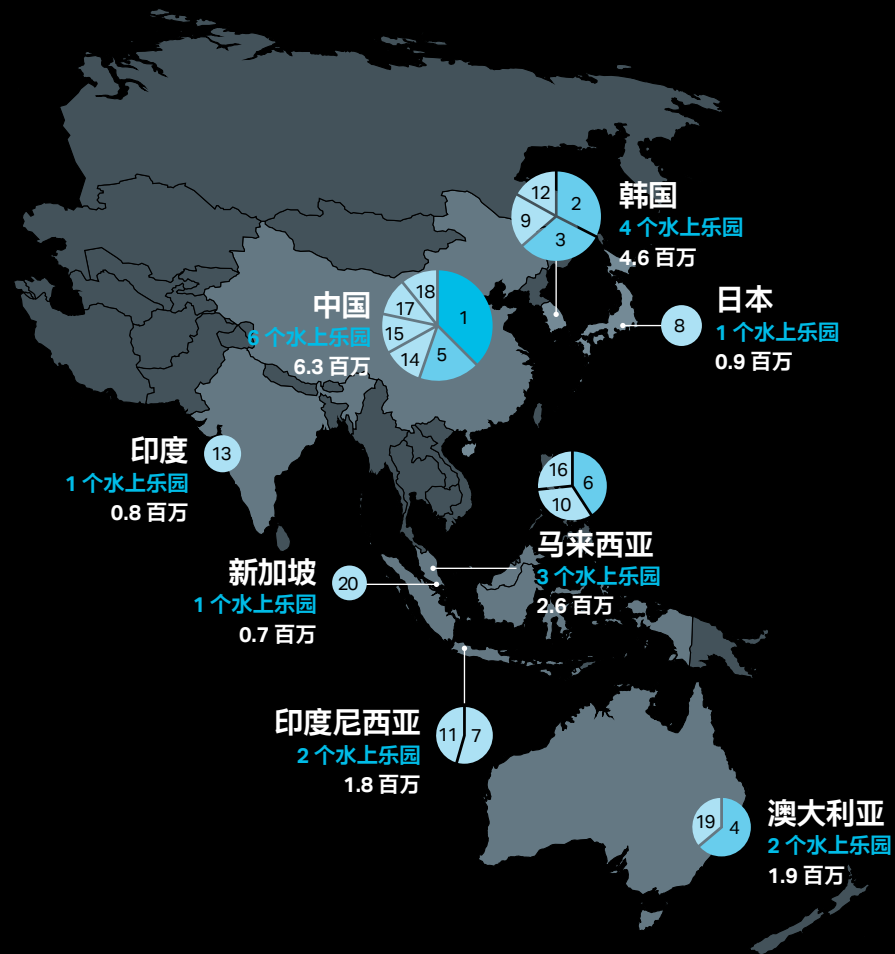 12
2
9
3
韩国
4 个水上乐园
4.6 百万
18
17
1
15
5
14
中国
6 个水上乐园
6.3 百万
8
日本
1 个水上乐园
0.9 百万
13
印度
1 个水上乐园
0.8 百万
16
6
10
马来西亚
3 个水上乐园
2.6 百万
20
新加坡
1 个水上乐园
0.7 百万
11
7
印度尼西亚
2 个水上乐园
1.8 百万
19
4
澳大利亚
2 个水上乐园
1.9 百万